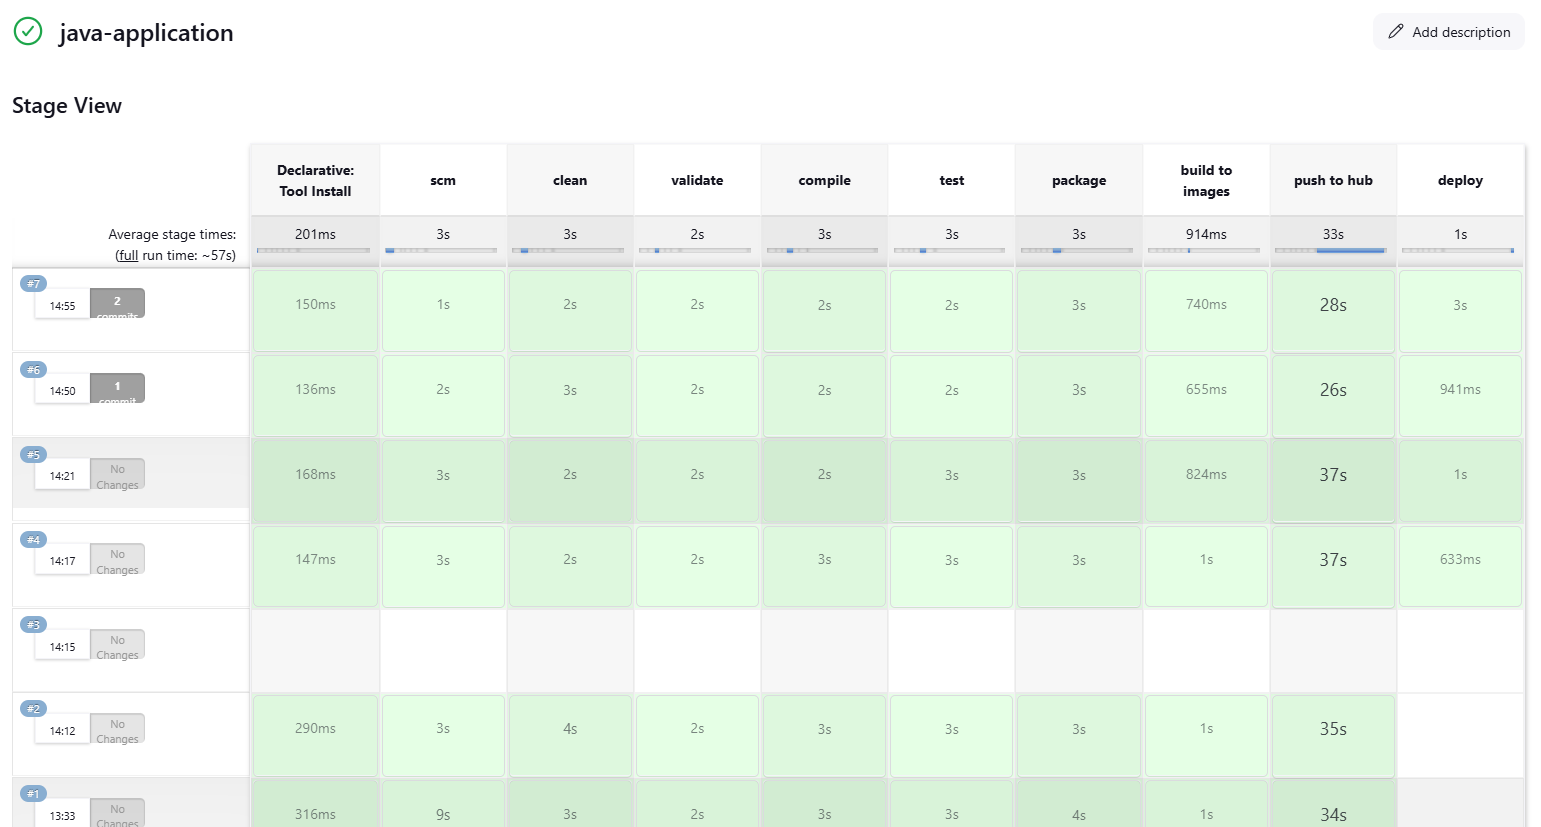 java-application
Add description
Stage View
Declarative:
Tool Install
scm
clean
validate
compile
test
package
build to
images
push to hub
deploy
Average stage times:
(full run time: ~57s)
201ms
3s
3s
2s
3s
3s
3s
914ms
33s
1s
#7
14:55
2
commits
150ms
1s
2s
2s
2s
2s
3s
740ms
28s
3s
#6
14:50
1
commit
136ms
2s
3s
2s
2s
2s
3s
655ms
26s
941ms
#5
14:21
No
Changes
168ms
3s
2s
2s
2s
3s
3s
824ms
37s
1s
#4
14:17
No
Changes
147ms
3s
2s
2s
3s
3s
3s
1s
37s
633ms
#3
14:15
No
Changes
#2
14:12
No
Changes
290ms
3s
4s
2s
3s
3s
3s
1s
35s
#1
13:33
No
Changes
316ms
9s
3s
2s
3s
3s
4s
1s
34s